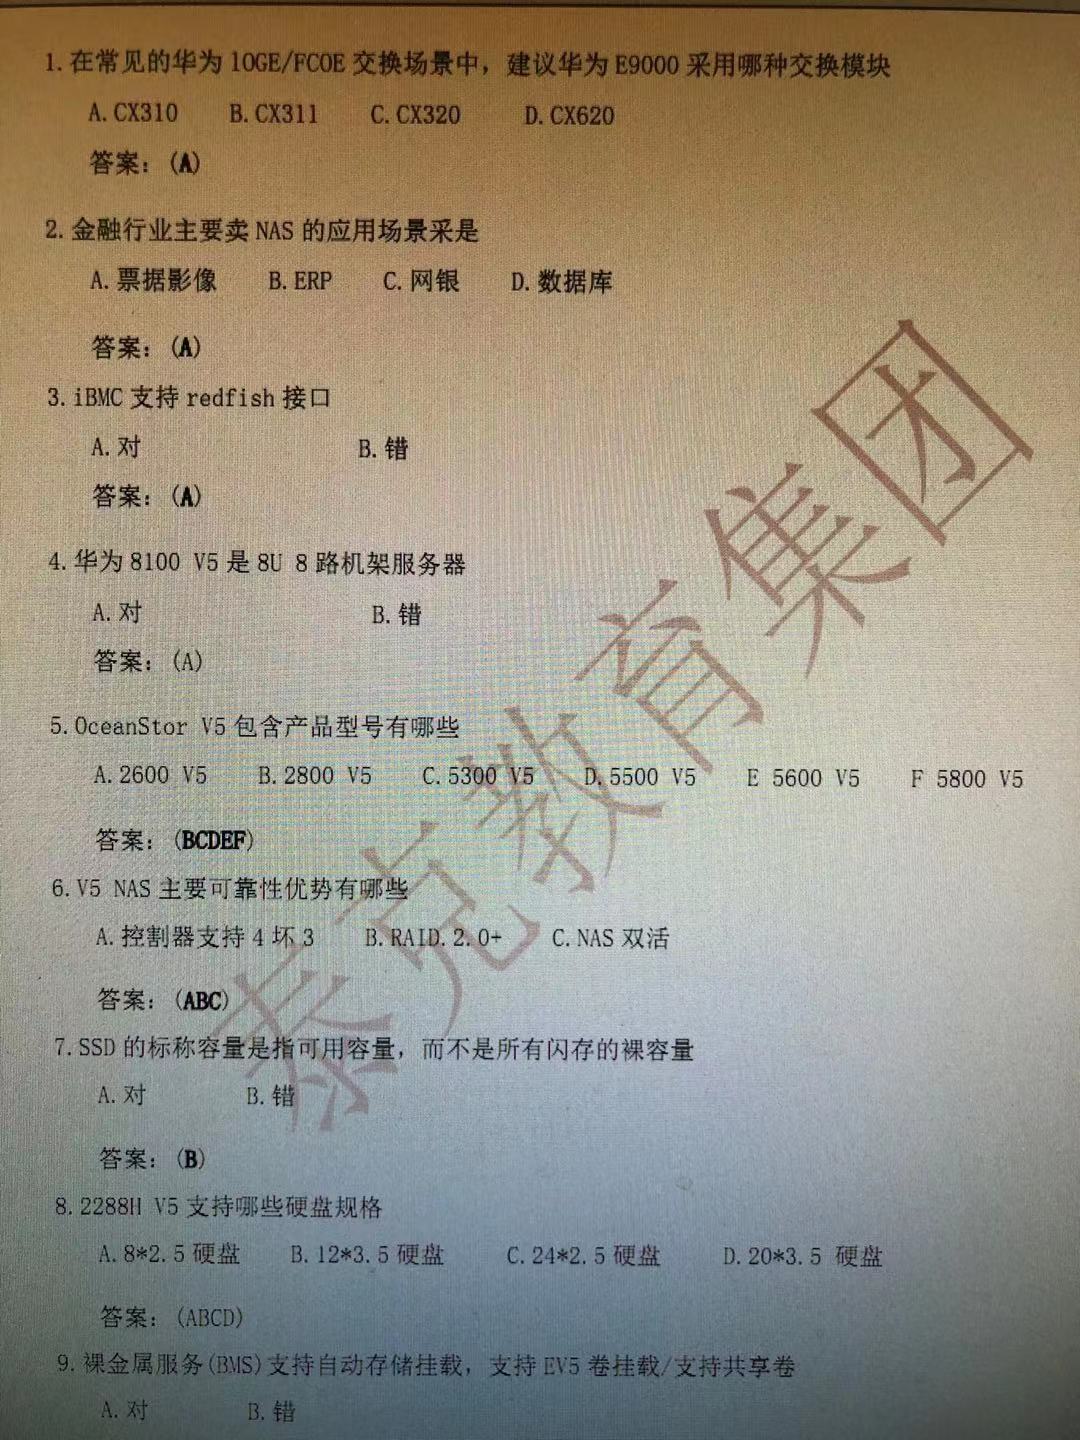 1.在常见的华为 10GE/FCOE 交换场景中，建议华为 E9000 采用哪种交换模块
A.CX310 B.CX311 C.CX320 D.CX620
答案：(A)
2.金融行业主要卖 NAS 的应用场景采是
A.票据影像 B.ERP C.网银 D.数据库
答案：(A)
3.iBMC 支持 redfish 接口
A.对 B.错
答案：(A)
4.华为 8100 V5 是 8U 8 路机架服务器
A.对 B.错
答案：(A)
5.OceanStor V5 包含产品型号有哪些
A.2600 V5 B.2800 V5 C.5300 V5 D.5500 V5 E 5600 V5 F 5800 V5
答案：(BCDEF)
6.V5 NAS 主要可靠性优势有哪些
A.控制器支持 4 坏 3 B.RAID.2.0+ C.NAS 双活
答案：(ABC)
7.SSD 的标称容量是指可用容量，而不是所有闪存的裸容量
A.对 B.错
答案：(B)
8.2288H V5 支持哪些硬盘规格
A.8*2.5 硬盘 B.12*3.5 硬盘 C.24*2.5 硬盘 D.20*3.5 硬盘
答案：(ABCD)
9.裸金属服务(BMS)支持自动存储挂载，支持 EV5 卷挂载/支持共享卷
A.对 B.错
泰克教育集团